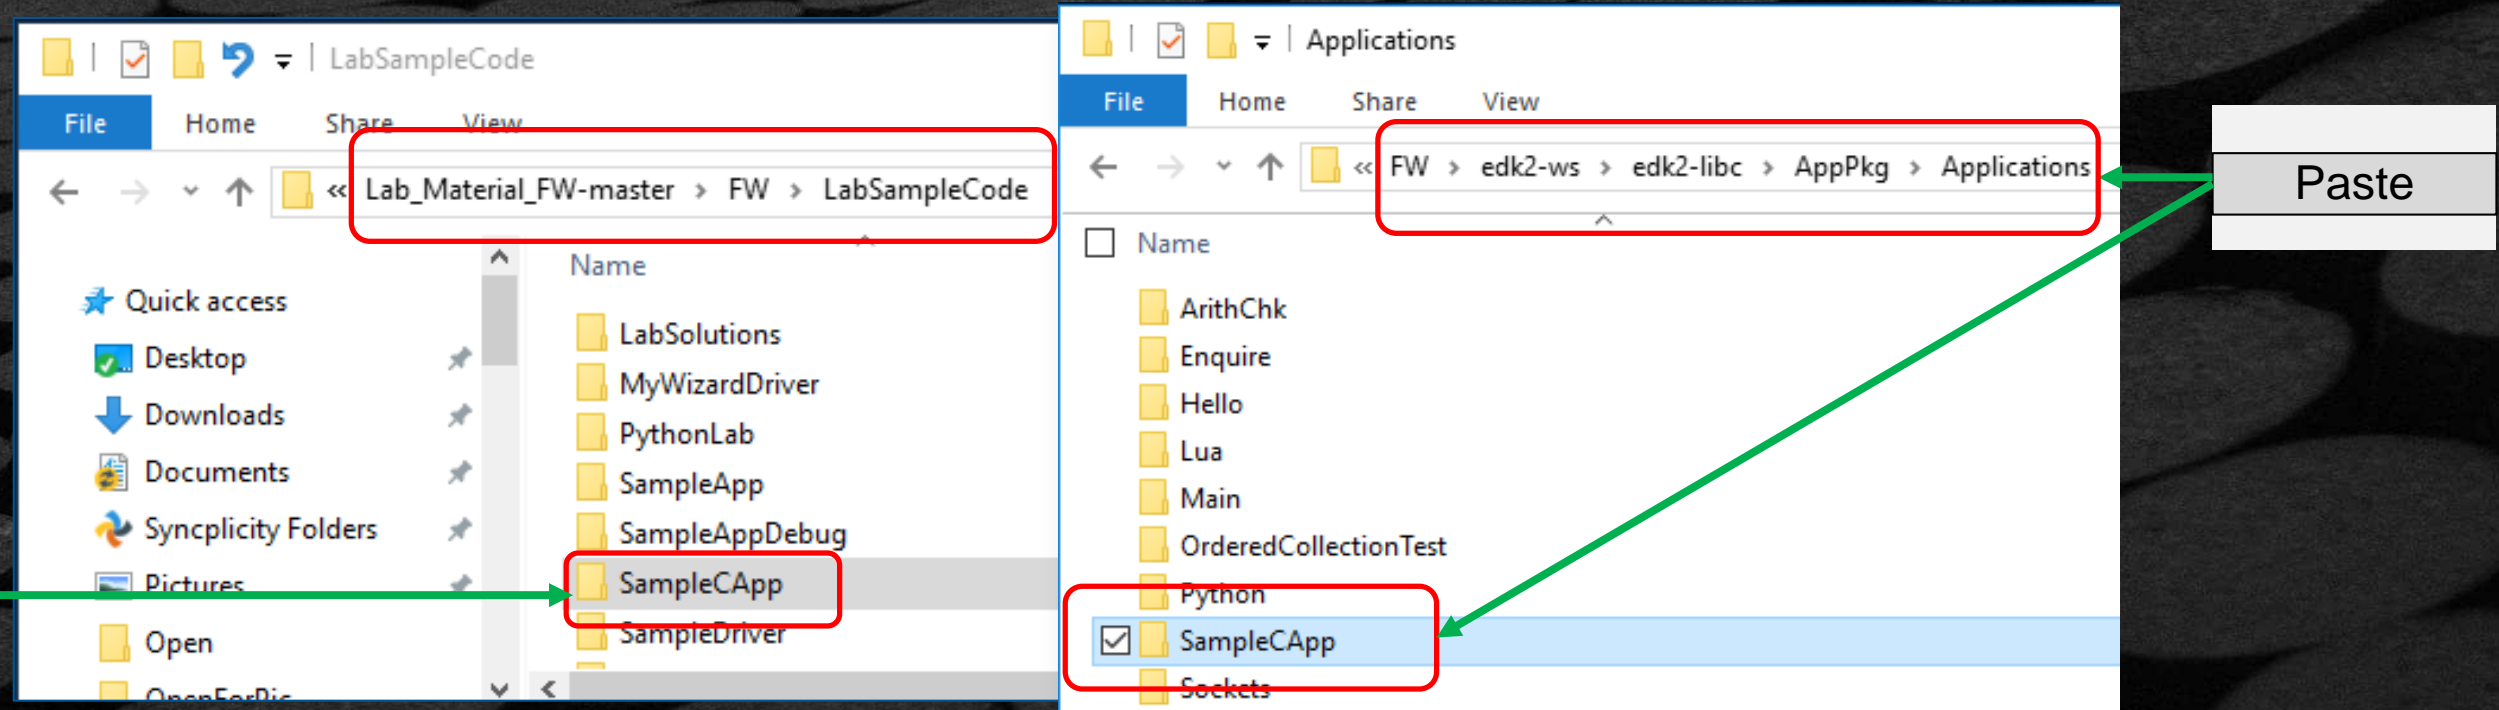 LabSampleCode
File Home Share View
« Lab_Material_FW-master > FW > LabSampleCode
Quick access
Desktop
Downloads
Documents
Syncplicity Folders
Pictures
Open
OpenForPic
Name
LabSolutions
MyWizardDriver
PythonLab
SampleApp
SampleAppDebug
SampleCApp
SampleDriver
Applications
File Home Share View
« FW > edk2-ws > edk2-libc > AppPkg > Applications
Name
ArithChk
Enquire
Hello
Lua
Main
OrderedCollectionTest
Python
SampleCApp
Sockets
Paste